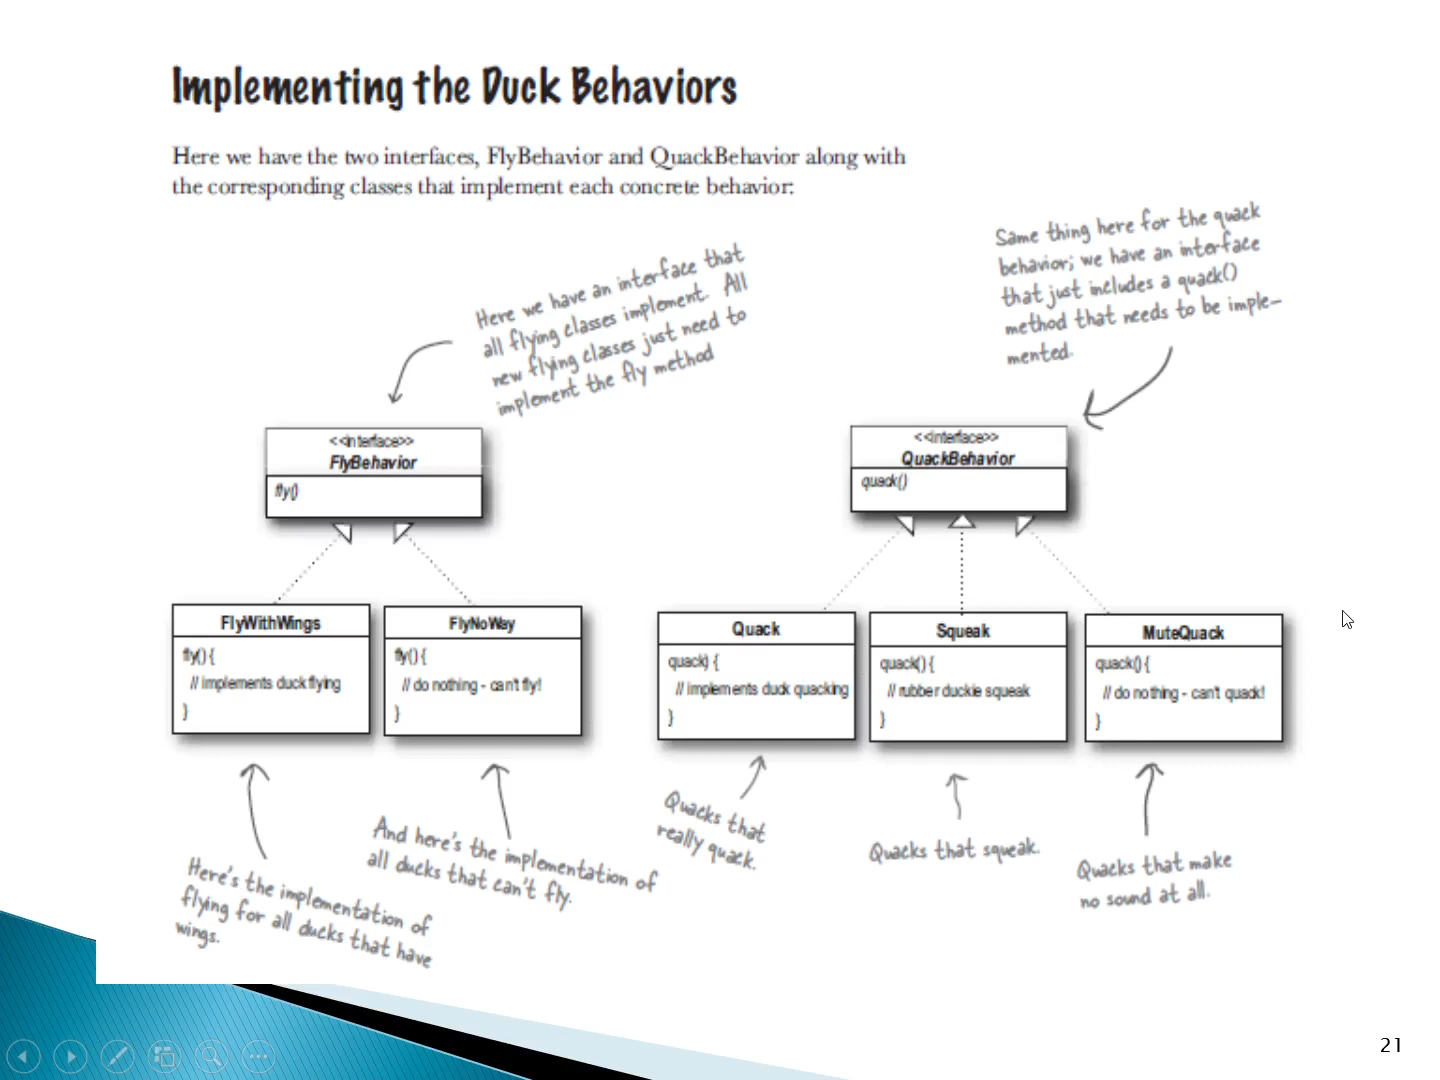 Implementing the Duck Behaviors
Here we have the two interfaces, FlyBehavior and QuackBehavior along with
the corresponding classes that implement each concrete behavior:
Here we have an interface that
all flying classes implement. All
new flying classes just need to
implement the fly method
Same thing here for the quack
behavior; we have an interface
that just includes a quack()
method that needs to be imple-
mented.
<<interface>>
FlyBehavior
fly()
<<interface>>
QuackBehavior
quack()
FlyWithWings
fly() {
// implements duck flying
}
FlyNoWay
fly() {
// do nothing - can't fly!
}
Quack
quack) {
// implements duck quacking
}
Squeak
quack() {
// rubber duckie squeak
}
MuteQuack
quack() {
// do nothing - can't quack!
}
Here's the implementation of
flying for all ducks that have
wings.
And here's the implementation of
all ducks that can't fly.
Quacks that
really quack.
Quacks that squeak.
Quacks that make
no sound at all.
21